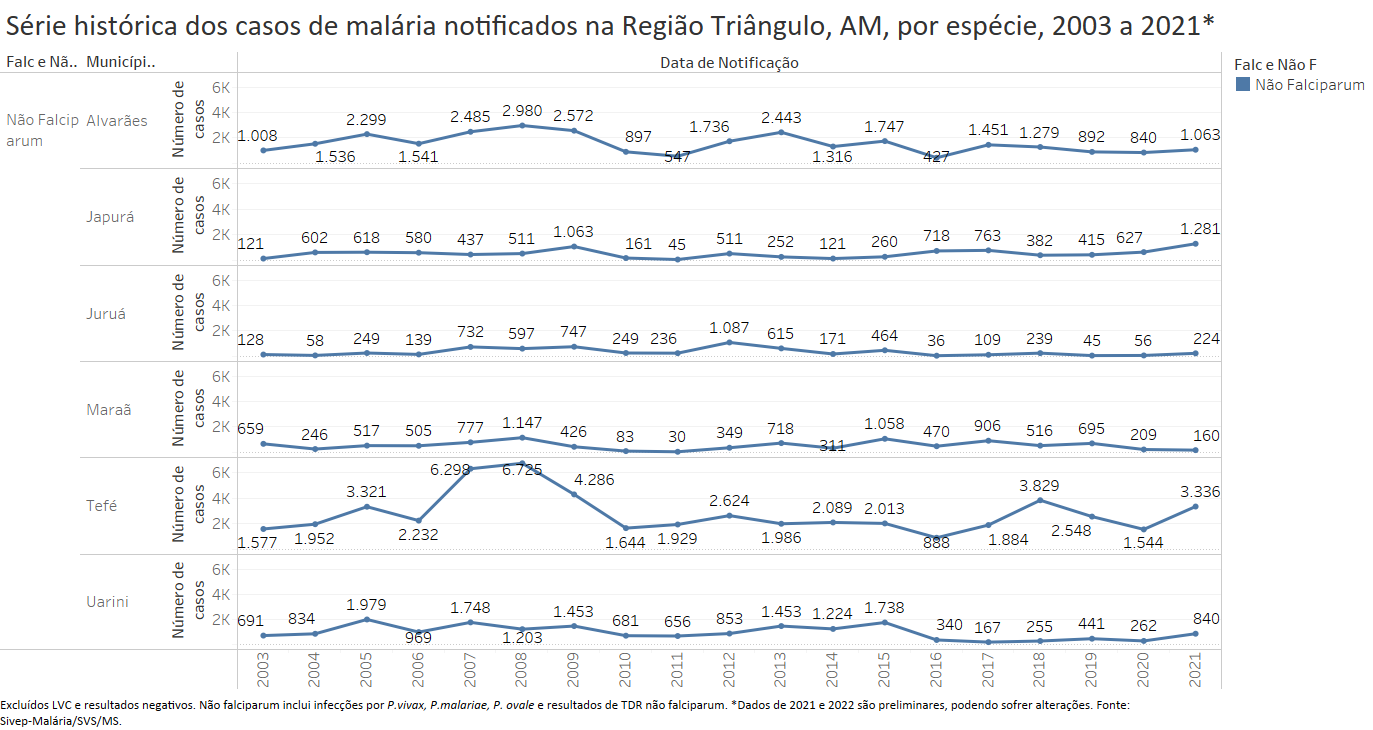 Série histórica dos casos de malária notificados na Região Triângulo, AM, por espécie, 2003 a 2021*
Falc e Nã.. Municípi.. Data de Notificação
Falc e Não F
Não Falciparum
Não Falcip
arum
Alvarães
Número de
casos
6K
4K
2K
1.008 1.536 2.299 1.541 2.485 2.980 2.572 897 547 1.736 2.443 1.316 1.747 427 1.451 1.279 892 840 1.063
Japurá
Número de
casos
6K
4K
2K
121 602 618 580 437 511 1.063 161 45 511 252 121 260 718 763 382 415 627 1.281
Juruá
Número de
casos
6K
4K
2K
128 58 249 139 732 597 747 249 236 1.087 615 171 464 36 109 239 45 56 224
Maraã
Número de
casos
6K
4K
2K
659 246 517 505 777 1.147 426 83 30 349 718 311 1.058 470 906 516 695 209 160
Tefé
Número de
casos
6K
4K
2K
1.577 1.952 3.321 2.232 6.298 6.725 4.286 1.644 1.929 2.624 1.986 2.089 2.013 888 1.884 3.829 2.548 1.544 3.336
Uarini
Número de
casos
6K
4K
2K
691 834 1.979 969 1.748 1.203 1.453 681 656 853 1.453 1.224 1.738 340 167 255 441 262 840
2003 2004 2005 2006 2007 2008 2009 2010 2011 2012 2013 2014 2015 2016 2017 2018 2019 2020 2021
Excluídos LVC e resultados negativos. Não falciparum inclui infecções por P.vivax, P.malariae, P. ovale e resultados de TDR não falciparum. *Dados de 2021 e 2022 são preliminares, podendo sofrer alterações. Fonte:
Sivep-Malária/SVS/MS.